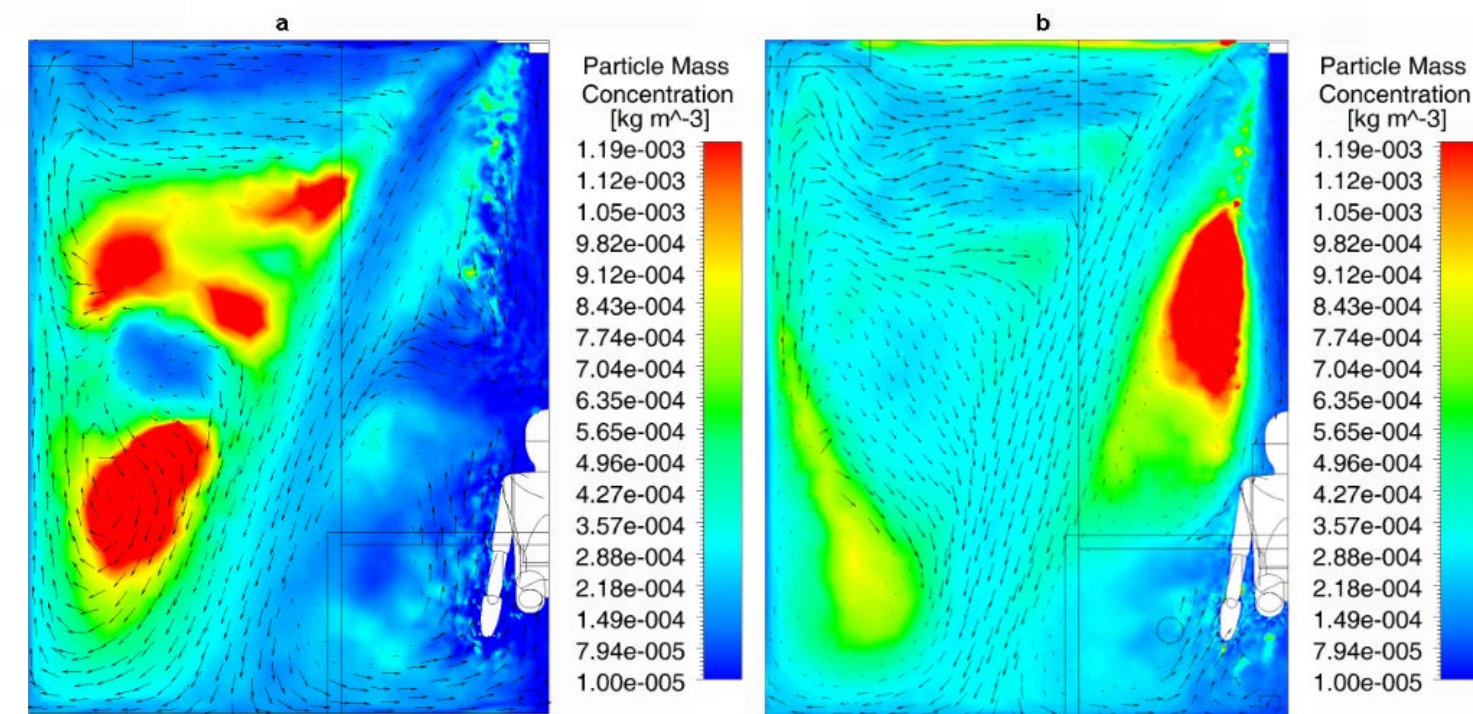 a
b
Particle Mass
Concentration
[kg m^-3]
1.19e-003
1.12e-003
1.05e-003
9.82e-004
9.12e-004
8.43e-004
7.74e-004
7.04e-004
6.35e-004
5.65e-004
4.96e-004
4.27e-004
3.57e-004
2.88e-004
2.18e-004
1.49e-004
7.94e-005
1.00e-005
Particle Mass
Concentration
[kg m^-3]
1.19e-003
1.12e-003
1.05e-003
9.82e-004
9.12e-004
8.43e-004
7.74e-004
7.04e-004
6.35e-004
5.65e-004
4.96e-004
4.27e-004
3.57e-004
2.88e-004
2.18e-004
1.49e-004
7.94e-005
1.00e-005